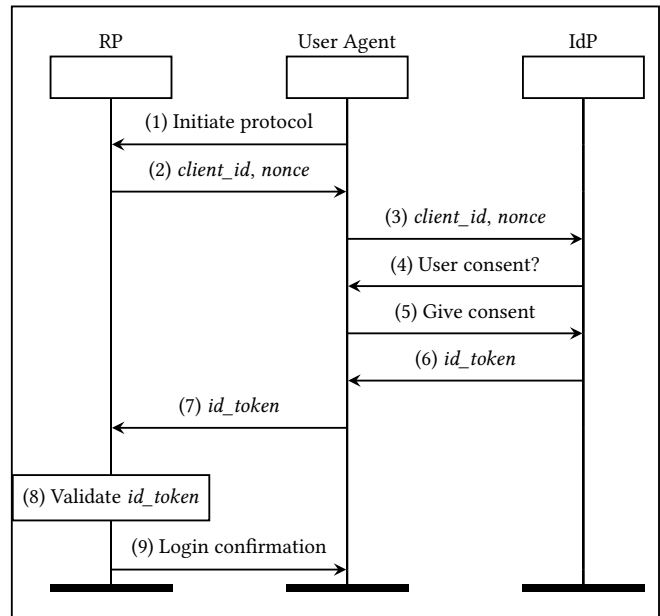 RP User Agent IdP
(1) Initiate protocol
(2) client_id, nonce
(3) client_id, nonce
(4) User consent?
(5) Give consent
(6) id_token
(7) id_token
(8) Validate id_token
(9) Login confirmation